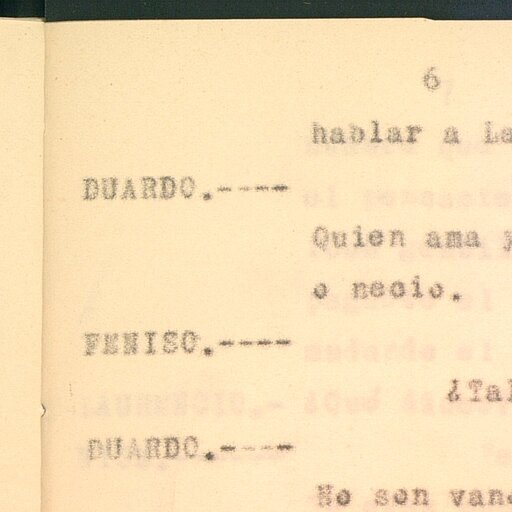 6
hablar a La
DUARDO.----
Quien ama y
o necio.
FENISO.----
¿Tal
DUARDO.----
No son van